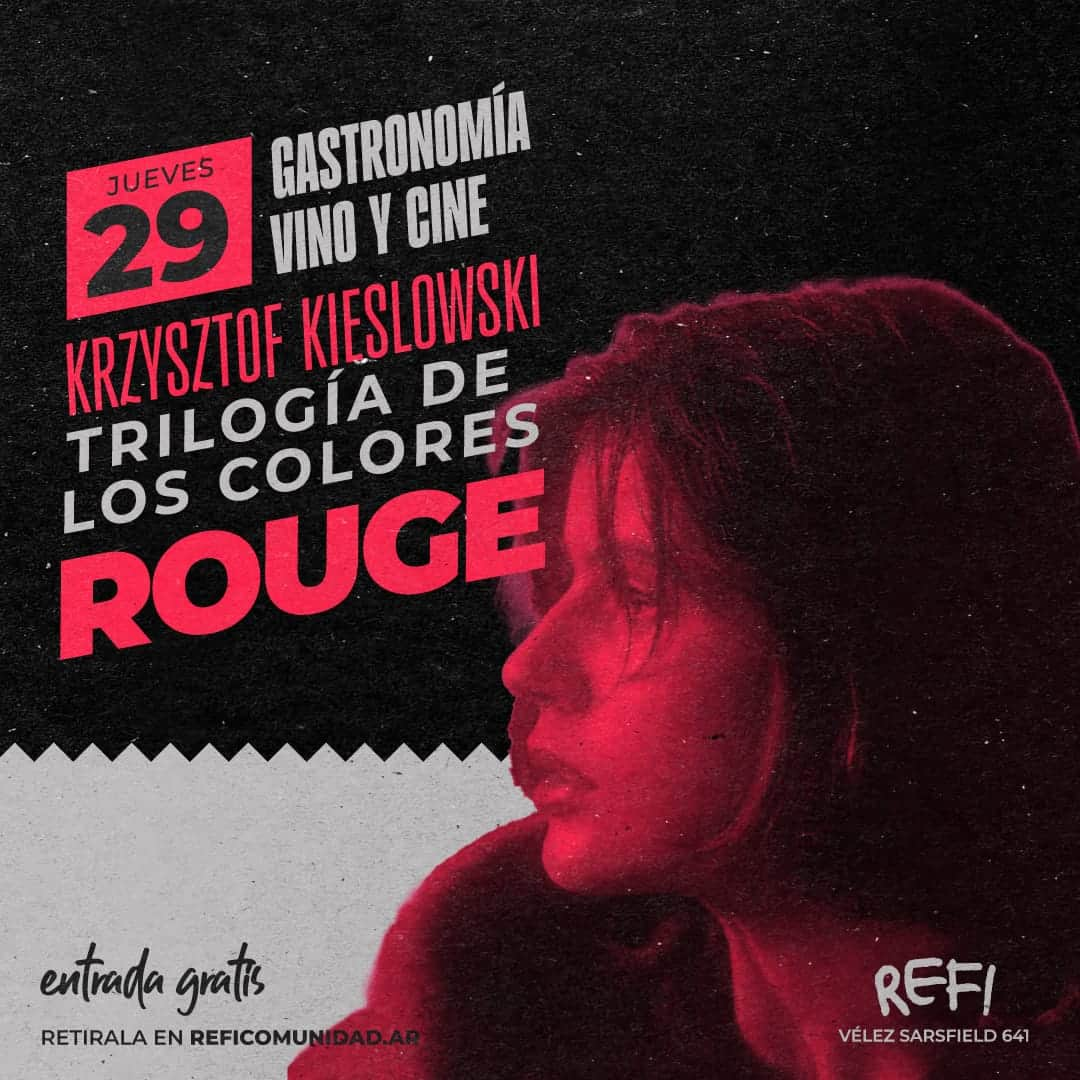 JUEVES
29
GASTRONOMÍA
VINO Y CINE
KRZYSZTOF KIEŚLOWSKI
TRILOGÍA DE
LOS COLORES
ROUGE
entrada gratis
RETIRALA EN REFICOMUNIDAD.AR
REFI
VÉLEZ SARSFIELD 641